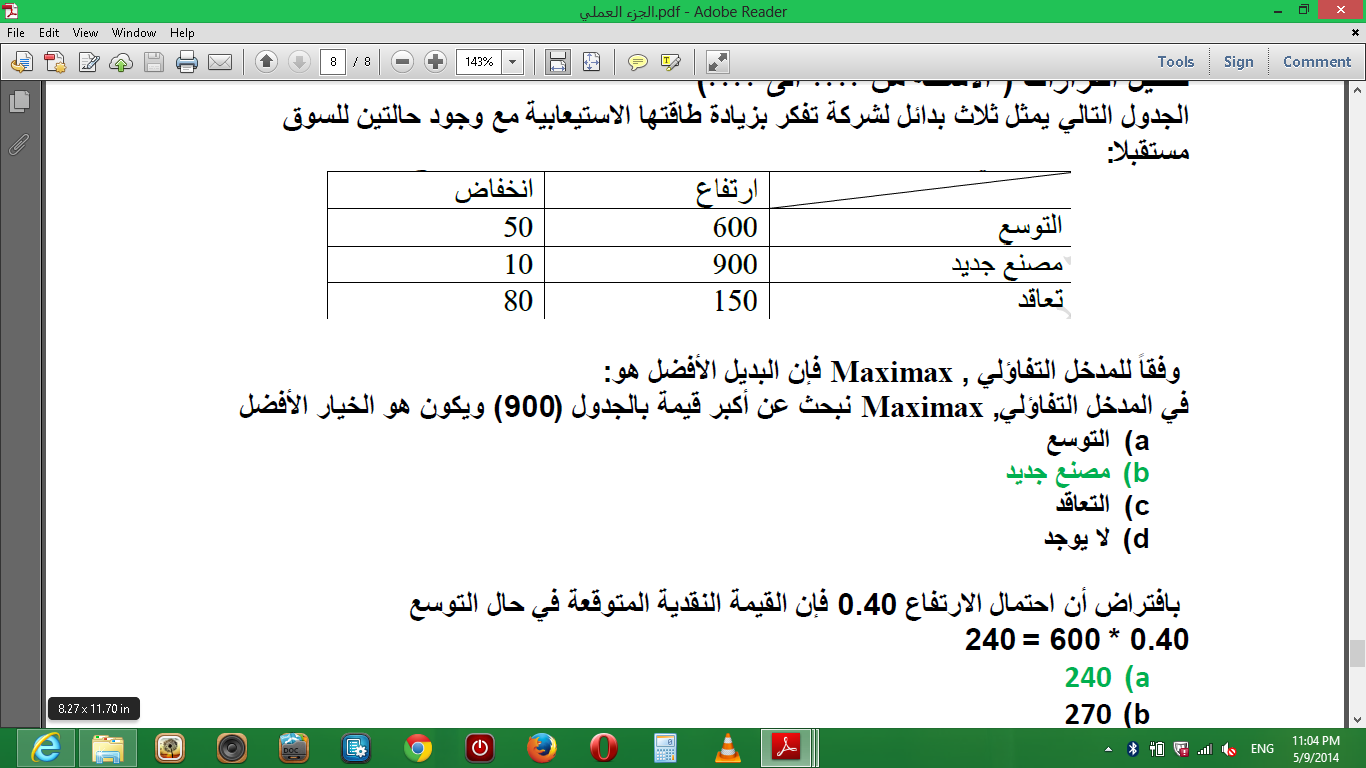 الجزء العملي.pdf - Adobe Reader
File Edit View Window Help
8 / 8 143% Tools Sign Comment
الجدول التالي يمثل ثلاث بدائل لشركة تفكر بزيادة طاقتها الاستيعابية مع وجود حالتين للسوق
مستقبلا:
ارتفاع انخفاض
التوسع 600 50
مصنع جديد 900 10
تعاقد 150 80
وفقاً للمدخل التفاؤلي , Maximax فإن البديل الأفضل هو:
في المدخل التفاؤلي, Maximax نبحث عن أكبر قيمة بالجدول (900) ويكون هو الخيار الأفضل
a) التوسع
b) مصنع جديد
c) التعاقد
d) لا يوجد
بافتراض أن احتمال الارتفاع 0.40 فإن القيمة النقدية المتوقعة في حال التوسع
240 = 600 * 0.40
a) 240
b) 270
8.27 x 11.70 in
DOC
ENG
11:04 PM
5/9/2014